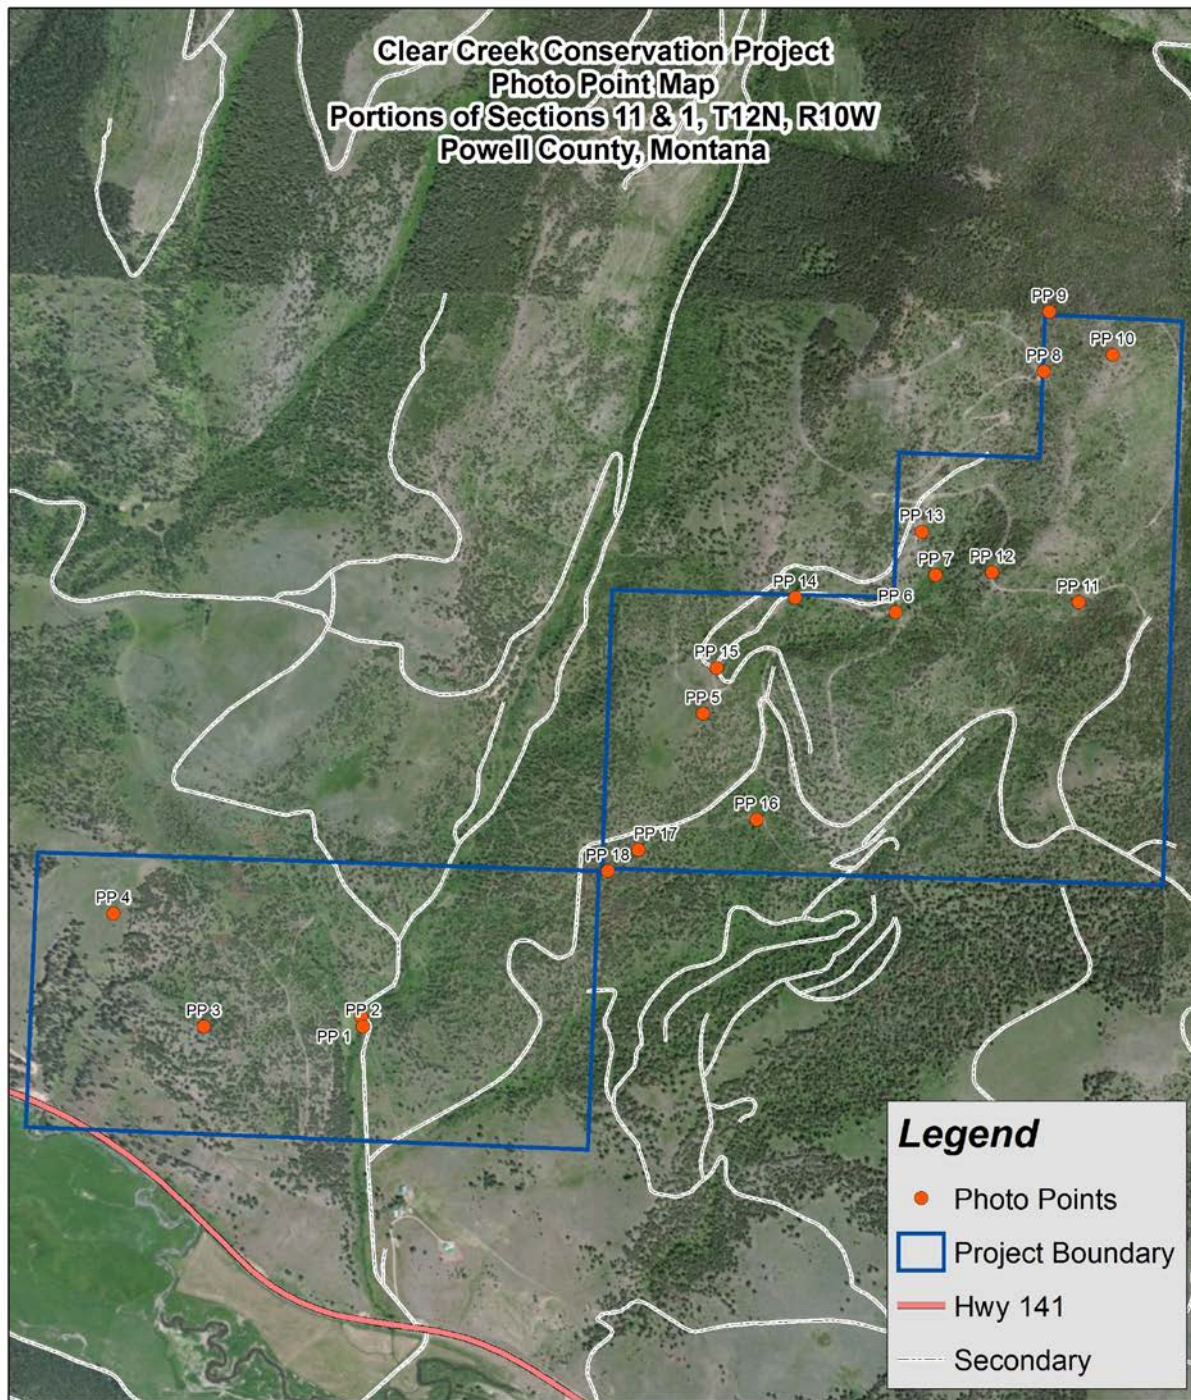 Clear Creek Conservation Project
Photo Point Map
Portions of Sections 11 & 1, T12N, R10W
Powell County, Montana
PP 9
PP 10
PP 8
PP 13
PP 7
PP 12
PP 14
PP 6
PP 11
PP 15
PP 5
PP 16
PP 17
PP 18
PP 4
PP 3
PP 2
PP 1
Legend
Photo Points
Project Boundary
Hwy 141
Secondary